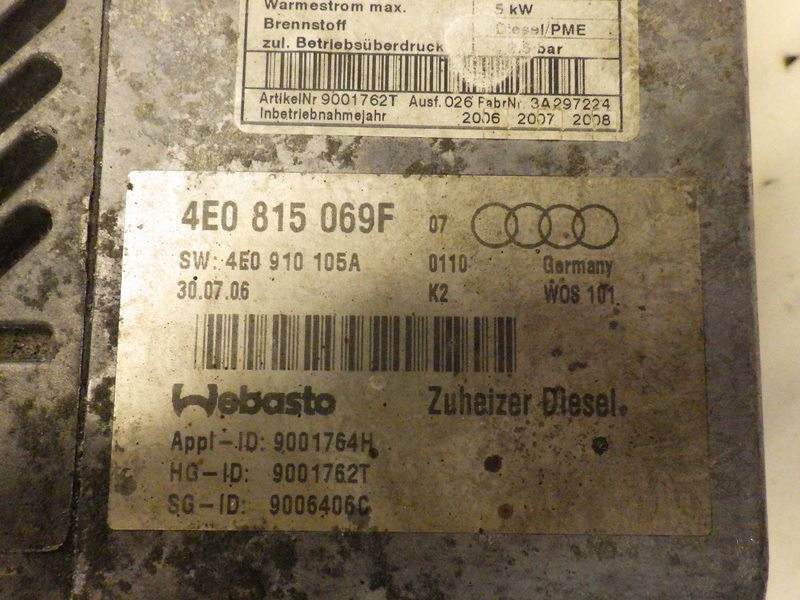 Wärmestrom max. 5 kW
Brennstoff Diesel/PME
zul. Betriebsüberdruck bar
ArtikelNr 9001762T Ausf. 026 FabrNr. 3A297224
Inbetriebnahmejahr 2006 2007 2008
4E0 815 069F 07
SW: 4E0 910 105A 0110 Germany
30.07.06 K2 WOS 101
Webasto Zuheizer Diesel
Appl-ID: 9001764H
HG-ID: 9001762T
SG-ID: 9006406C